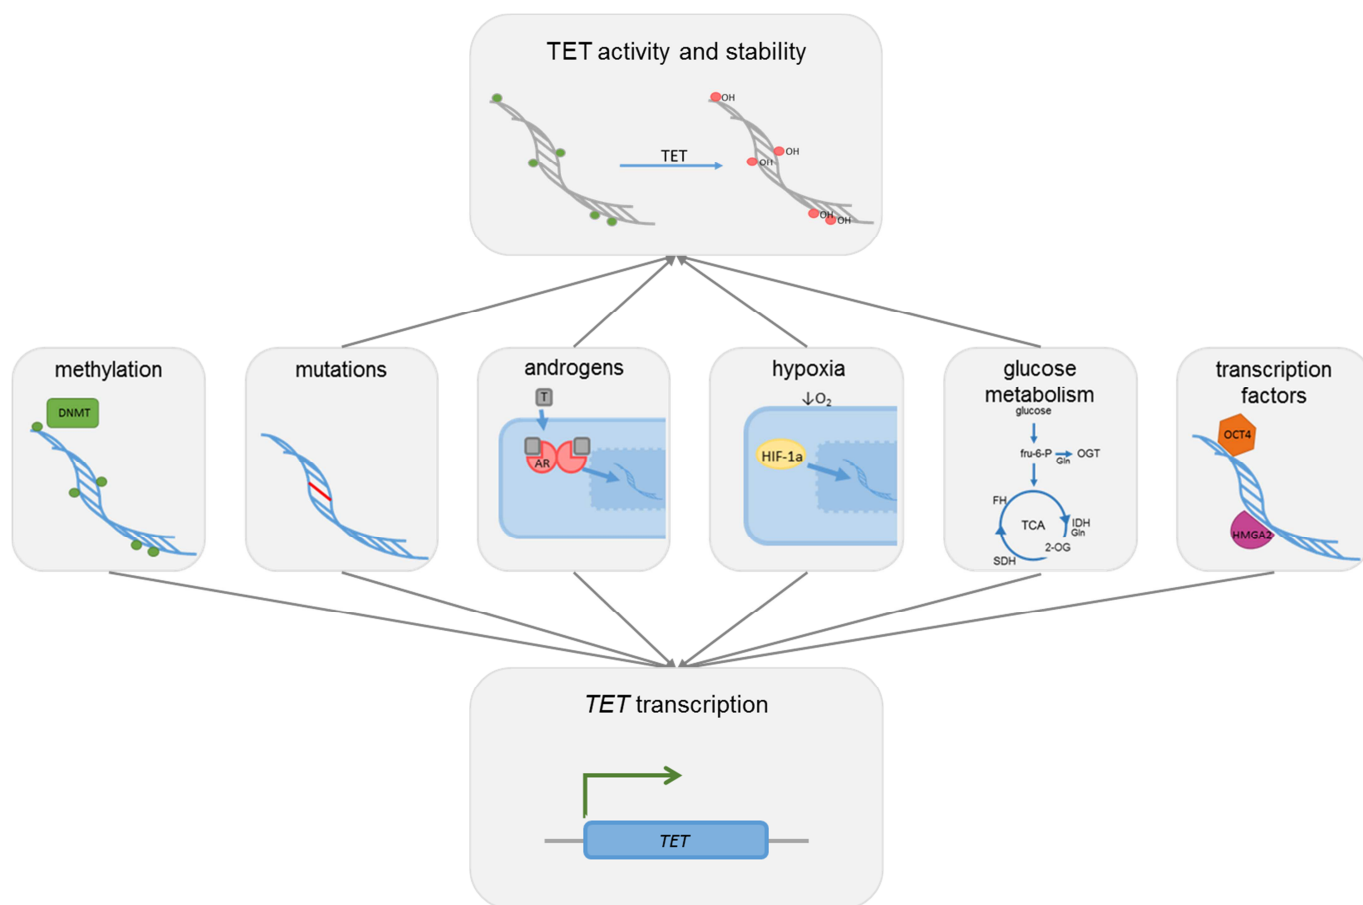 TET activity and stability
OH
TET
OH
OH
OH
OH
methylation
DNMT
mutations
androgens
T
AR
hypoxia
↓O₂
HIF-1a
glucose
metabolism
glucose
fru-6-P
Gln
OGT
FH
TCA
IDH
Gln
2-OG
SDH
transcription
factors
OCT4
HMGA2
TET transcription
TET